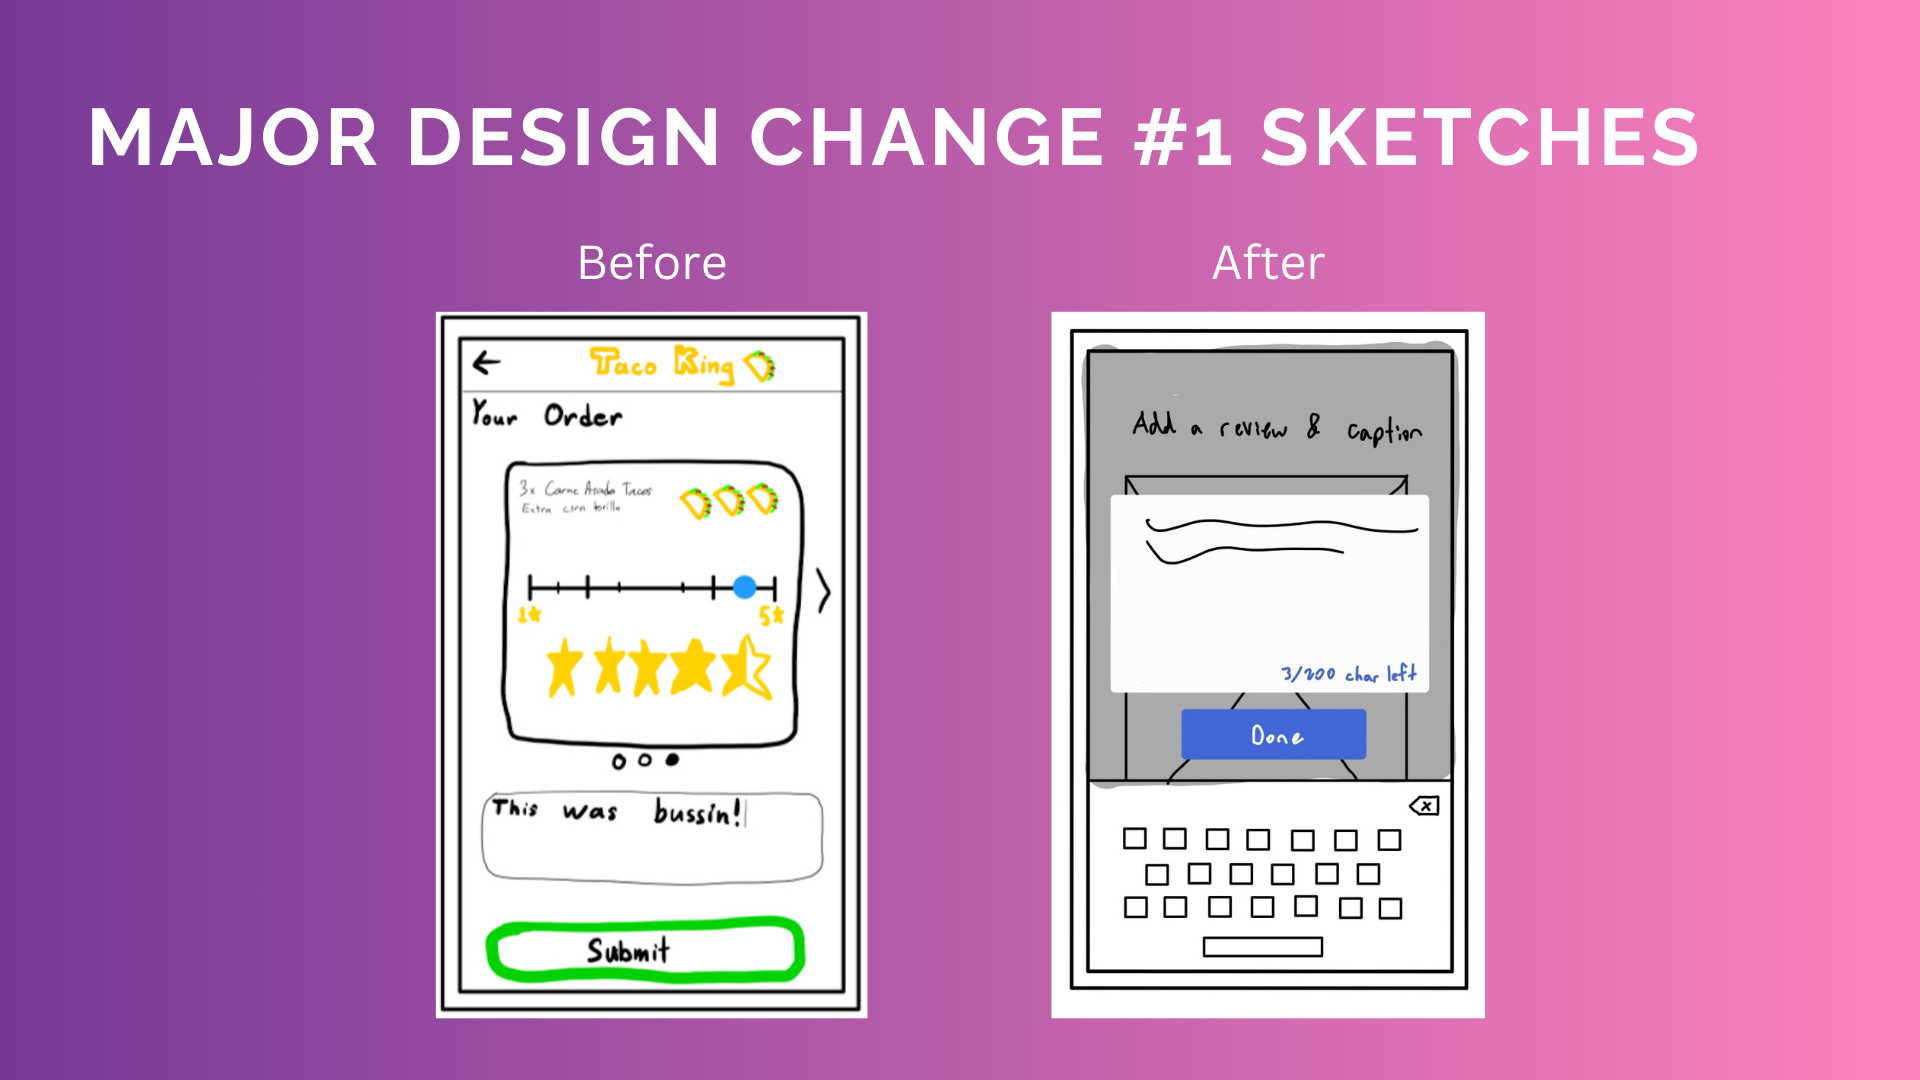 MAJOR DESIGN CHANGE #1 SKETCHES
Before
Taco King
Your Order
3x Carne Asada Tacos
Extra corn torilla
1★
5★
This was bussin!
Submit
After
Add a review & caption
3/200 char left
Done